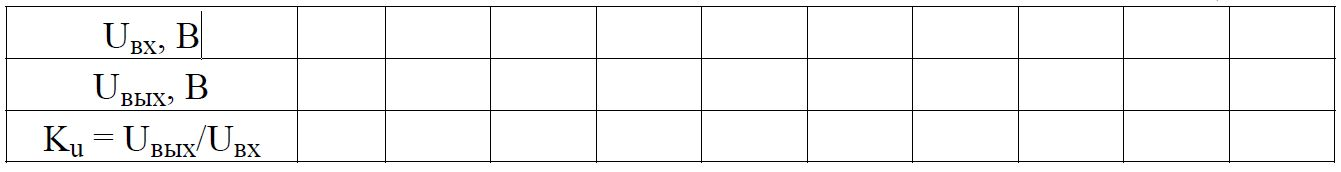 Uвх, В
Uвых, В
Ku = Uвых/Uвх